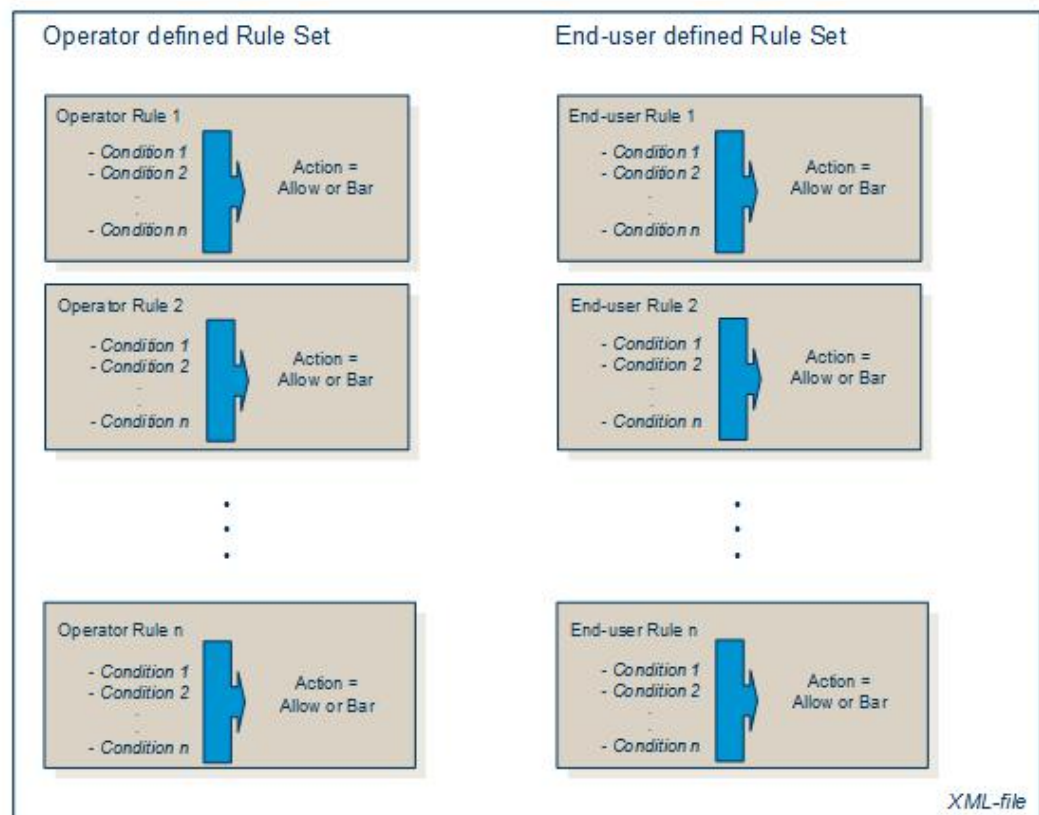 Operator defined Rule Set
Operator Rule 1
- Condition 1
- Condition 2
.
.
- Condition n
Action =
Allow or Bar
Operator Rule 2
- Condition 1
- Condition 2
.
.
- Condition n
Action =
Allow or Bar
.
.
.
Operator Rule n
- Condition 1
- Condition 2
.
.
- Condition n
Action =
Allow or Bar
End-user defined Rule Set
End-user Rule 1
- Condition 1
- Condition 2
.
.
- Condition n
Action =
Allow or Bar
End-user Rule 2
- Condition 1
- Condition 2
.
.
- Condition n
Action =
Allow or Bar
.
.
.
End-user Rule n
- Condition 1
- Condition 2
.
.
- Condition n
Action =
Allow or Bar
XML-file